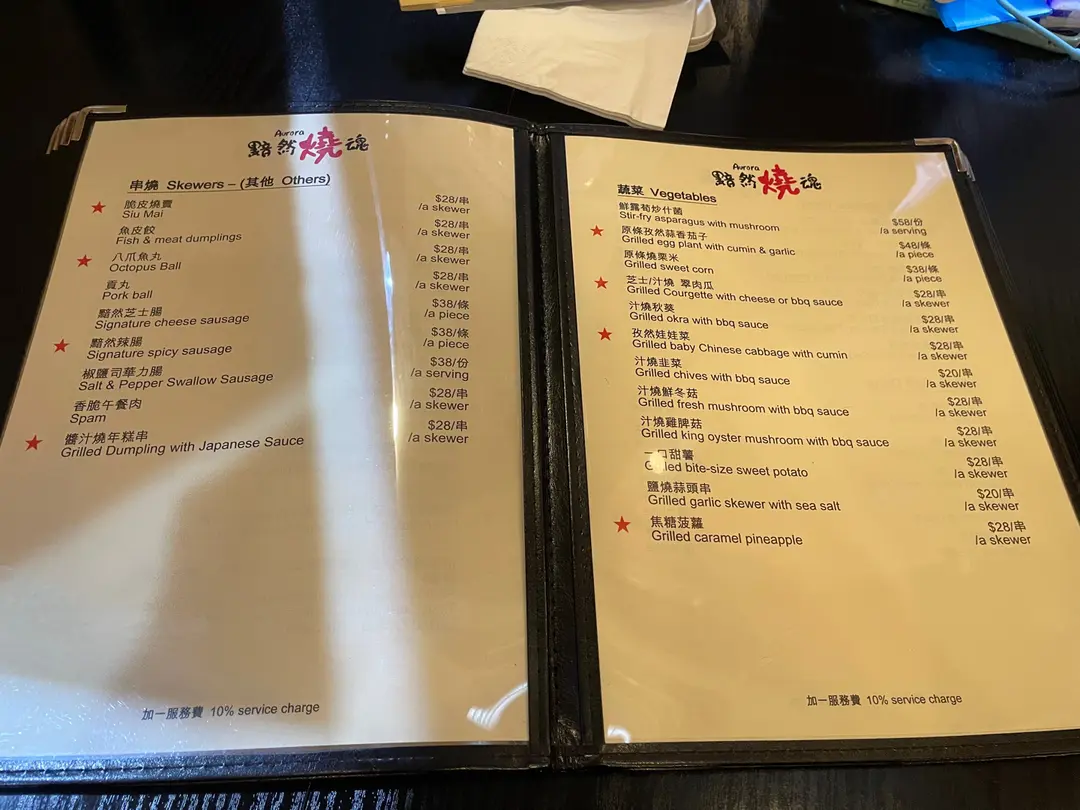 Aurora
黯然燒魂
串燒 Skewers – (其他 Others)
脆皮燒賣
Siu Mai
$28/串
/a skewer
魚皮餃
Fish & meat dumplings
$28/串
/a skewer
八爪魚丸
Octopus Ball
$28/串
/a skewer
貢丸
Pork ball
$28/串
/a skewer
黯然芝士腸
Signature cheese sausage
$38/條
/a piece
黯然辣腸
Signature spicy sausage
$38/條
/a piece
椒鹽司華力腸
Salt & Pepper Swallow Sausage
$38/份
/a serving
香脆午餐肉
Spam
$28/串
/a skewer
醬汁燒年糕串
Grilled Dumpling with Japanese Sauce
$28/串
/a skewer
加一服務費 10% service charge
Aurora
黯然燒魂
蔬菜 Vegetables
鮮露荀炒什菌
Stir-fry asparagus with mushroom
$58/份
/a serving
原條孜然蒜香茄子
Grilled egg plant with cumin & garlic
$48/條
/a piece
原條燒栗米
Grilled sweet corn
$38/條
/a piece
芝士/汁燒 翠肉瓜
Grilled Courgette with cheese or bbq sauce
$28/串
/a skewer
汁燒秋葵
Grilled okra with bbq sauce
$28/串
/a skewer
孜然娃娃菜
Grilled baby Chinese cabbage with cumin
$28/串
/a skewer
汁燒韭菜
Grilled chives with bbq sauce
$20/串
/a skewer
汁燒鮮冬菇
Grilled fresh mushroom with bbq sauce
$28/串
/a skewer
汁燒雞脾菇
Grilled king oyster mushroom with bbq sauce
$28/串
/a skewer
一口甜薯
Grilled bite-size sweet potato
$28/串
/a skewer
鹽燒蒜頭串
Grilled garlic skewer with sea salt
$20/串
/a skewer
焦糖菠蘿
Grilled caramel pineapple
$28/串
/a skewer
加一服務費 10% service charge